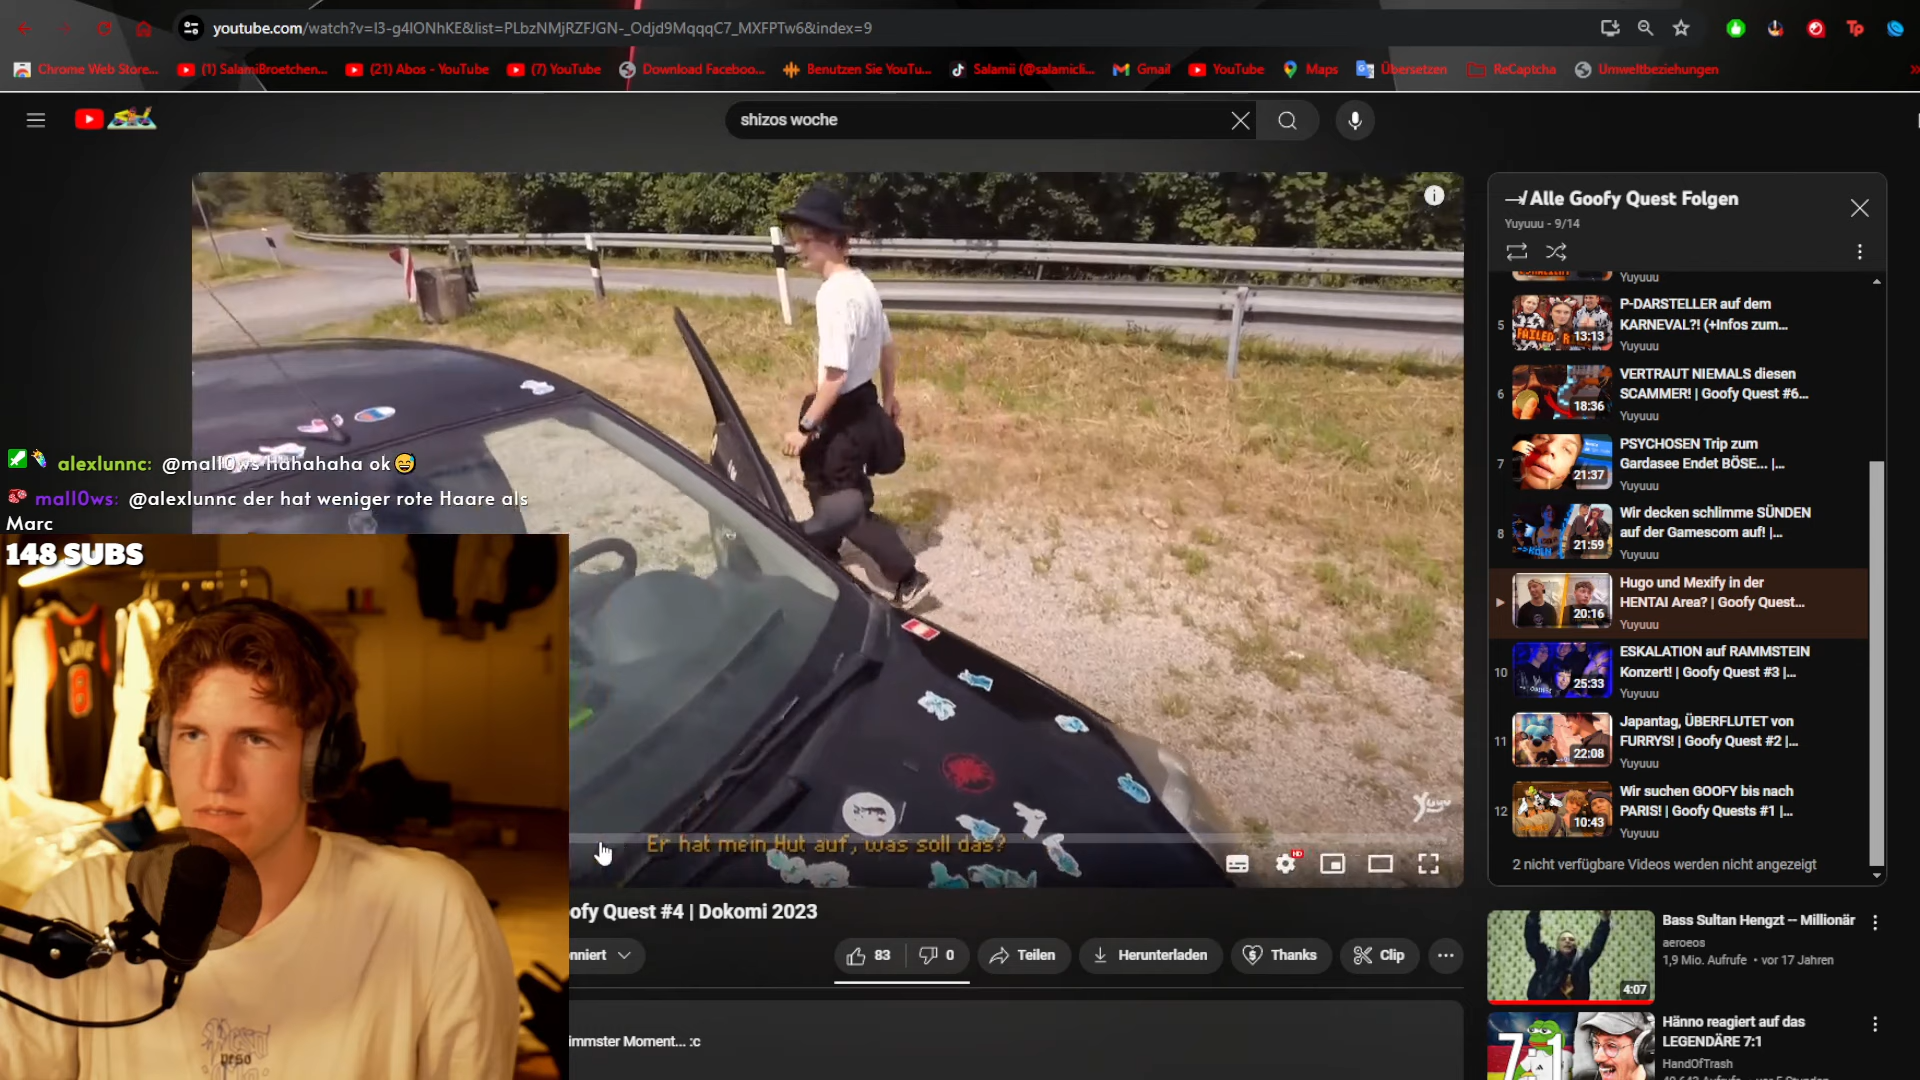 youtube.com/watch?v=I3-g4IONhKE&list=PLbzNMjRZFJGN-_Odjd9MqqqC7_MXFPTw6&index=9
Chrome Web Store...
(1) SalamiBroetchen...
(21) Abos - YouTube
(7) YouTube
Download Faceboo...
Benutzen Sie YouTu...
Salamii (@salamicli...
Gmail
YouTube
Maps
Übersetzen
ReCaptcha
Umweltbeziehungen
shizos woche
Alle Goofy Quest Folgen
Yuyuuu - 9/14
Yuyuuu
5
FAILED
13:13
P-DARSTELLER auf dem
KARNEVAL?! (+Infos zum...
Yuyuuu
6
18:36
VERTRAUT NIEMALS diesen
SCAMMER! | Goofy Quest #6...
Yuyuuu
7
21:37
PSYCHOSEN Trip zum
Gardasee Endet BÖSE... |...
Yuyuuu
8
21:59
Wir decken schlimme SÜNDEN
auf der Gamescom auf! |...
Yuyuuu
20:16
Hugo und Mexify in der
HENTAI Area? | Goofy Quest...
Yuyuuu
10
25:33
ESKALATION auf RAMMSTEIN
Konzert! | Goofy Quest #3 |...
Yuyuuu
11
22:08
Japantag, ÜBERFLUTET von
FURRYS! | Goofy Quest #2 |...
Yuyuuu
12
10:43
Wir suchen GOOFY bis nach
PARIS! | Goofy Quests #1 |...
Yuyuuu
2 nicht verfügbare Videos werden nicht angezeigt
alexlunnc: @mall0ws Hahahaha ok😅
mall0ws: @alexlunnc der hat weniger rote Haare als
Marc
148 SUBS
Er hat mein Hut auf, was soll das?
HD
ofy Quest #4 | Dokomi 2023
nniert
83
0
Teilen
Herunterladen
Thanks
Clip
immster Moment... :c
4:07
Bass Sultan Hengzt -- Millionär
aeroeos
1,9 Mio. Aufrufe • vor 17 Jahren
7:1
Hänno reagiert auf das
LEGENDÄRE 7:1
HandOfTrash